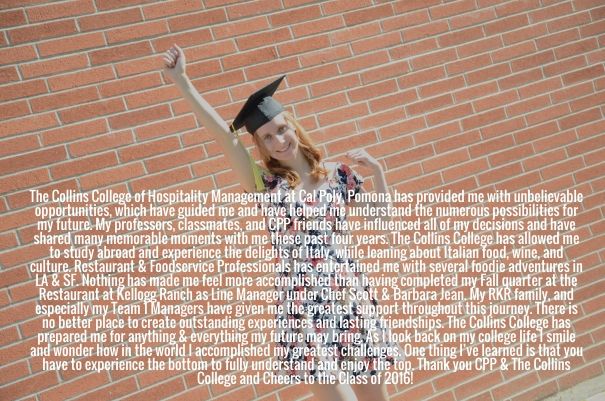 The Collins College of Hospitality Management at Cal Poly, Pomona has provided me with unbelievable
opportunities, which have guided me and have helped me understand the numerous possibilities for
my future. My professors, classmates, and CPP friends have influenced all of my decisions and have
shared many memorable moments with me these past four years. The Collins College has allowed me
to study abroad and experience the delights of Italy, while leaning about Italian food, wine, and
culture. Restaurant & Foodservice Professionals has entertained me with several foodie adventures in
LA & SF. Nothing has made me feel more accomplished than having completed my Fall quarter at the
Restaurant at Kellogg Ranch as Line Manager under Chef Scott & Barbara Jean. My RKR family, and
especially my Team 1 Managers have given me the greatest support throughout this journey. There is
no better place to create outstanding experiences and lasting friendships. The Collins College has
prepared me for anything & everything my future may bring. As I look back on my college life I smile
and wonder how in the world I accomplished my greatest challenges. One thing I've learned is that you
have to experience the bottom to fully understand and enjoy the top. Thank you CPP & The Collins
College and Cheers to the Class of 2016!